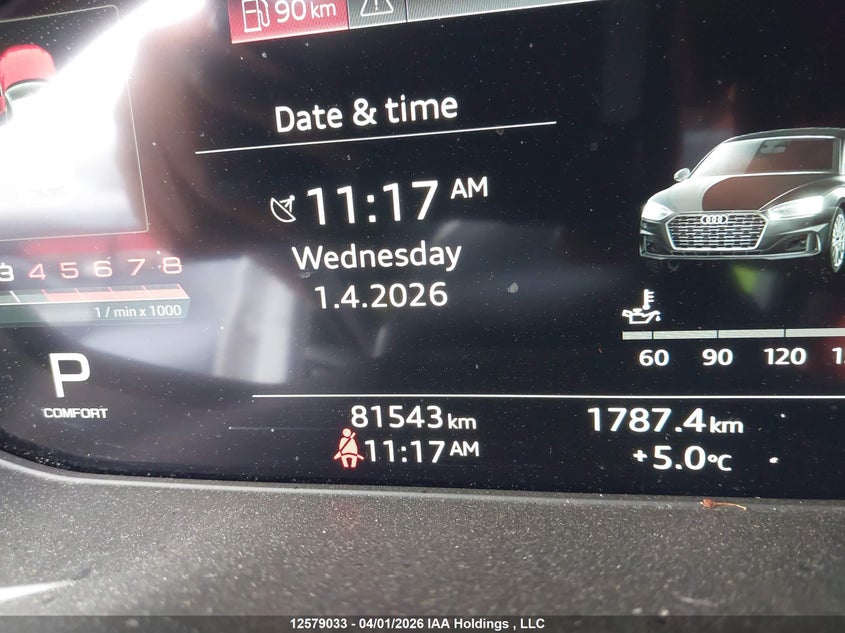 90 km
Date & time
11:17 AM
Wednesday
1.4.2026
3 4 5 6 7 8
1 / min x 1000
P
COMFORT
60 90 120
81543 km 1787.4 km
11:17 AM +5.0 °C
12579033 - 04/01/2026 IAA Holdings , LLC